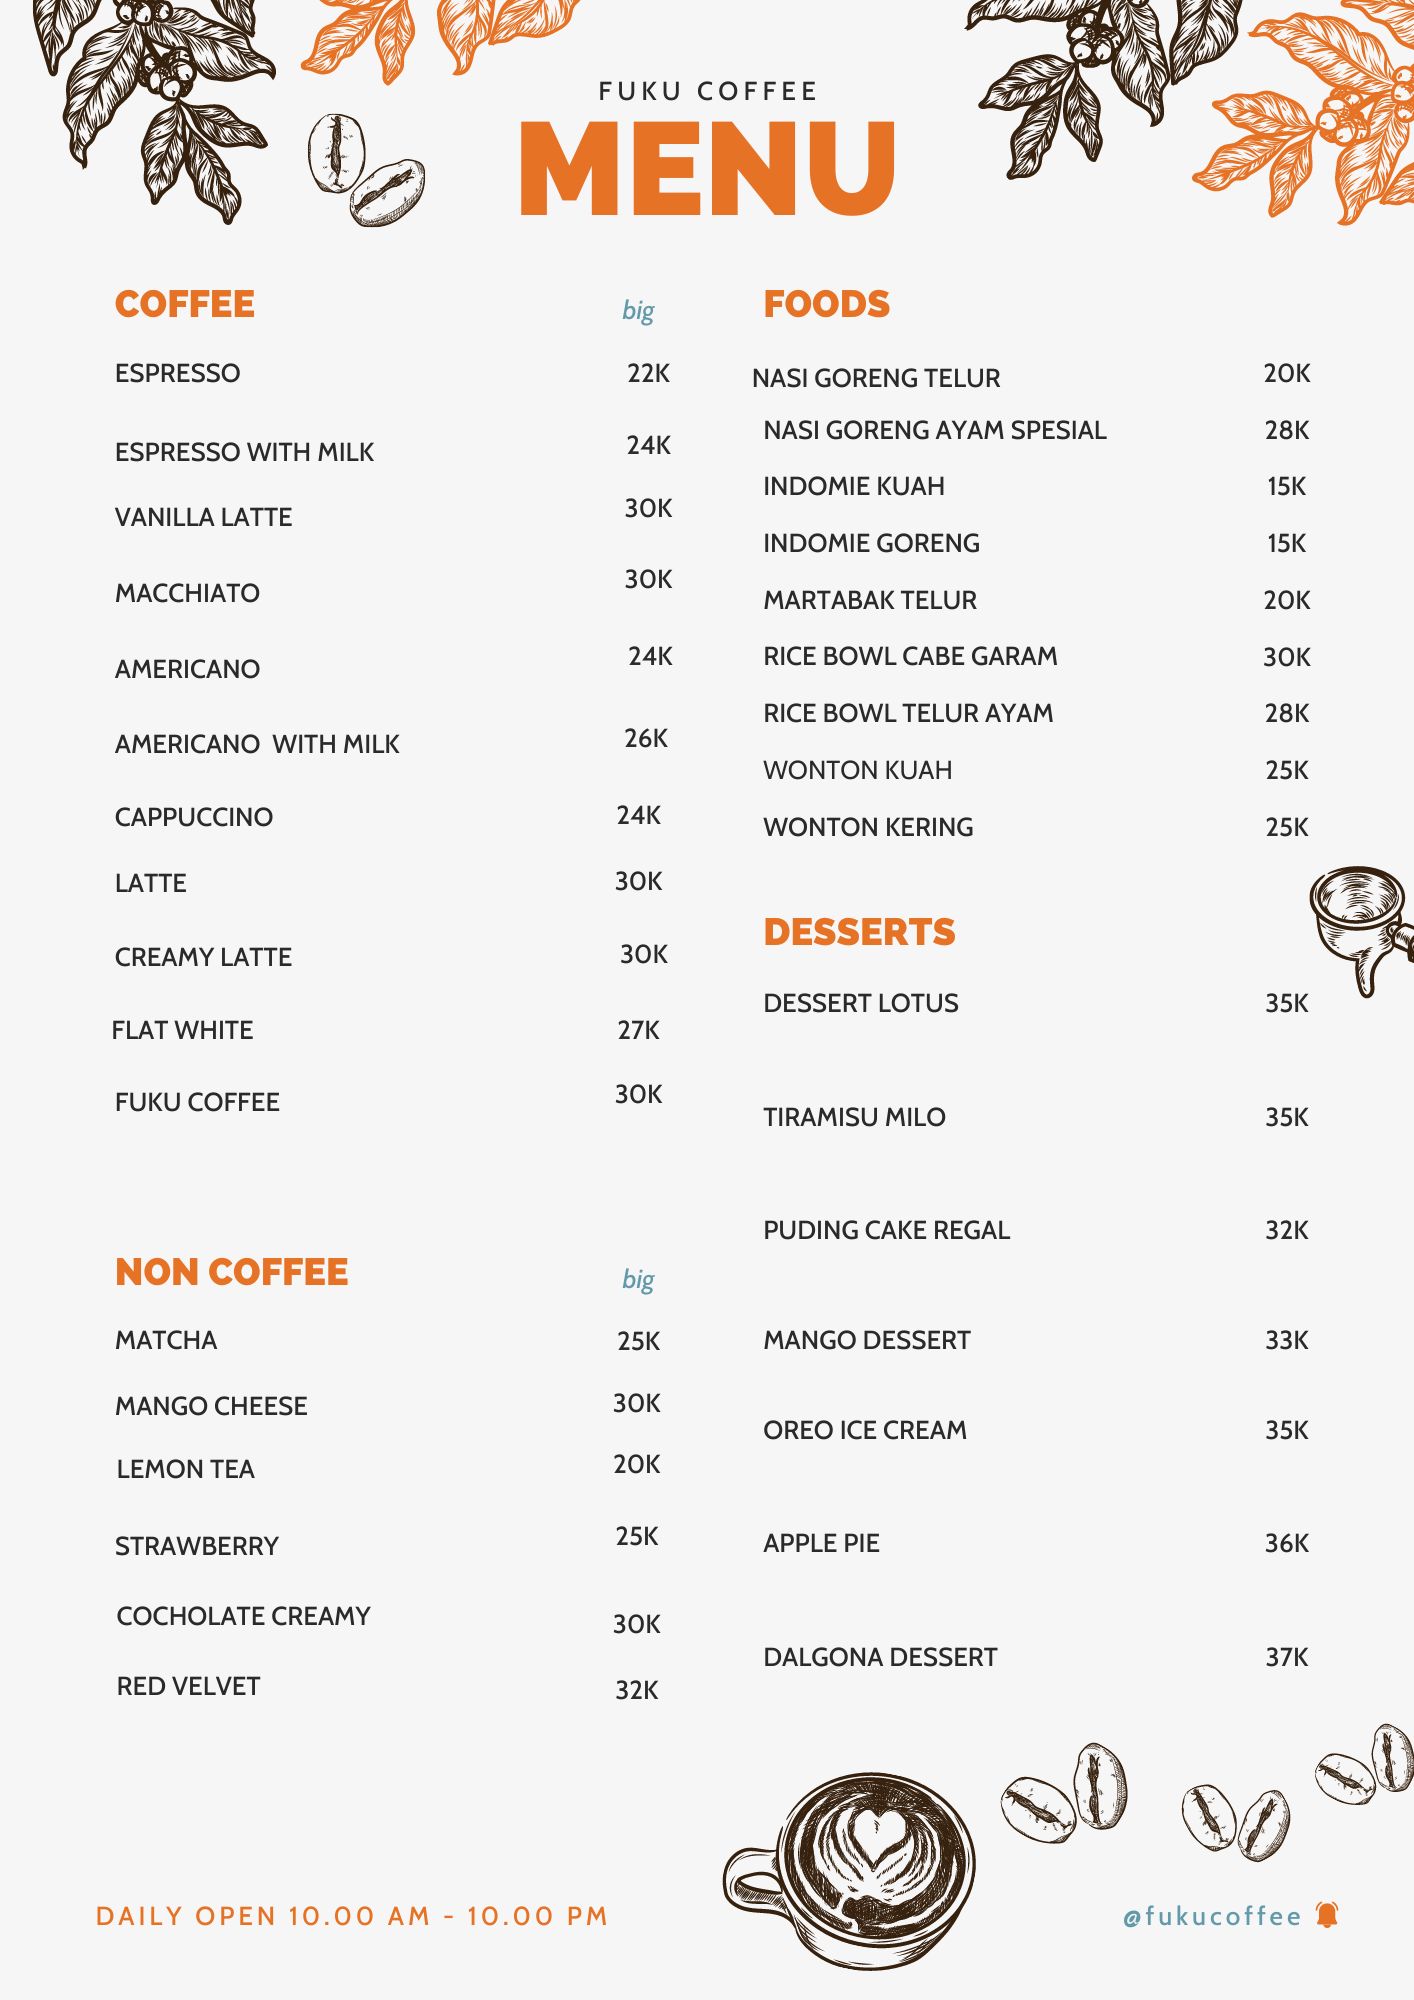 FUKU COFFEE
MENU
COFFEE big
ESPRESSO 22K
ESPRESSO WITH MILK 24K
VANILLA LATTE 30K
MACCHIATO 30K
AMERICANO 24K
AMERICANO WITH MILK 26K
CAPPUCCINO 24K
LATTE 30K
CREAMY LATTE 30K
FLAT WHITE 27K
FUKU COFFEE 30K
NON COFFEE big
MATCHA 25K
MANGO CHEESE 30K
LEMON TEA 20K
STRAWBERRY 25K
COCHOLATE CREAMY 30K
RED VELVET 32K
FOODS
NASI GORENG TELUR 20K
NASI GORENG AYAM SPESIAL 28K
INDOMIE KUAH 15K
INDOMIE GORENG 15K
MARTABAK TELUR 20K
RICE BOWL CABE GARAM 30K
RICE BOWL TELUR AYAM 28K
WONTON KUAH 25K
WONTON KERING 25K
DESSERTS
DESSERT LOTUS 35K
TIRAMISU MILO 35K
PUDING CAKE REGAL 32K
MANGO DESSERT 33K
OREO ICE CREAM 35K
APPLE PIE 36K
DALGONA DESSERT 37K
DAILY OPEN 10.00 AM - 10.00 PM
@fukucoffee